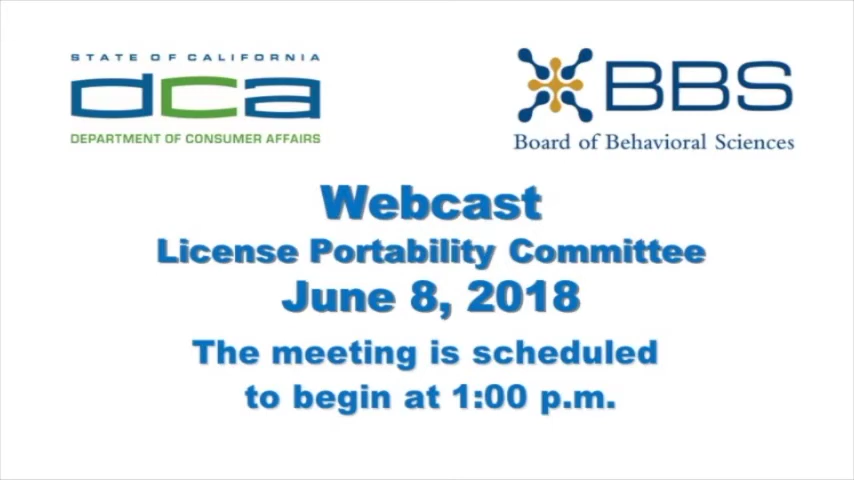 STATE OF CALIFORNIA
dca
DEPARTMENT OF CONSUMER AFFAIRS
BBS
Board of Behavioral Sciences
Webcast
License Portability Committee
June 8, 2018
The meeting is scheduled
to begin at 1:00 p.m.